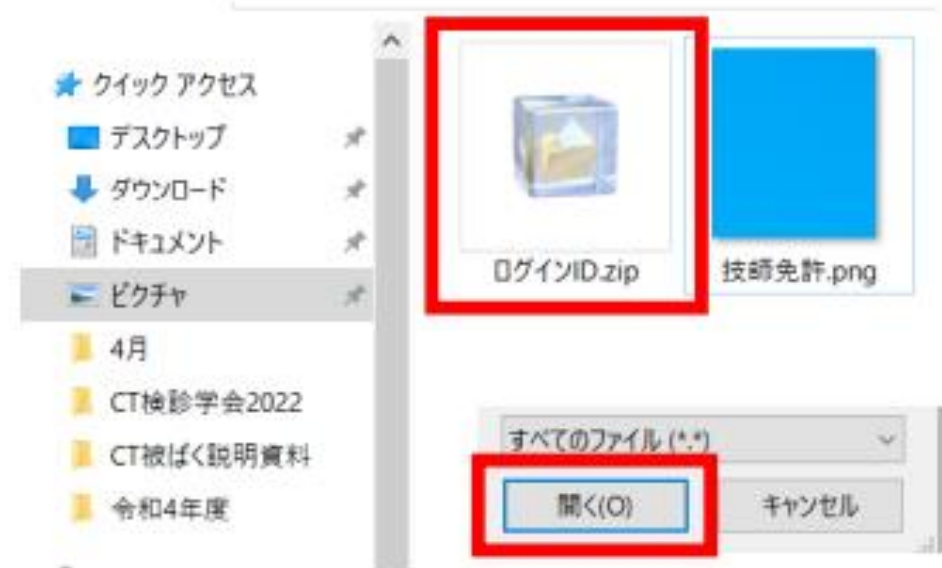 クイック アクセス
デスクトップ
ダウンロード
ドキュメント
ピクチャ
4月
CT検診学会2022
CT被ばく説明資料
令和4年度
ログインID.zip
技師免許.png
すべてのファイル (*.*)
開く(O)
キャンセル